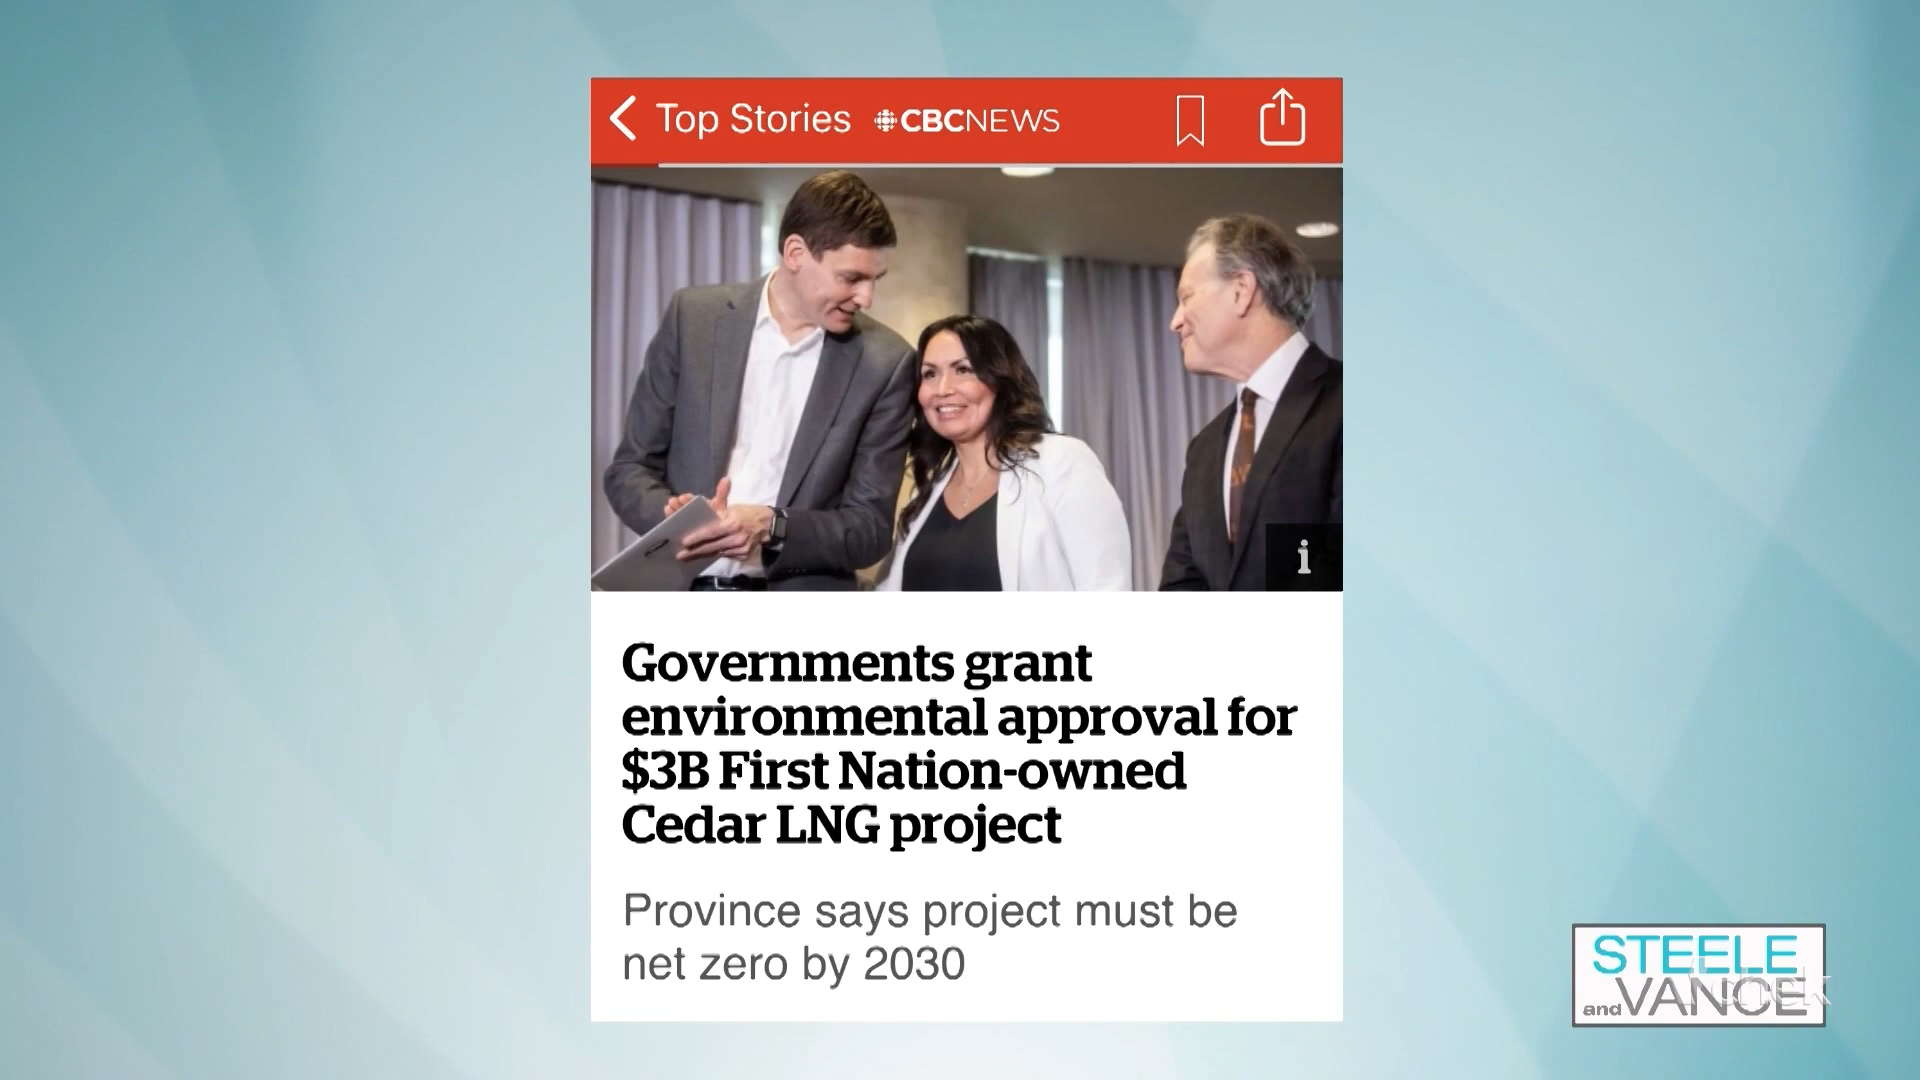 Top Stories CBCNEWS
i
Governments grant
environmental approval for
$3B First Nation-owned
Cedar LNG project
Province says project must be
net zero by 2030
STEELE
and VANCE
chek